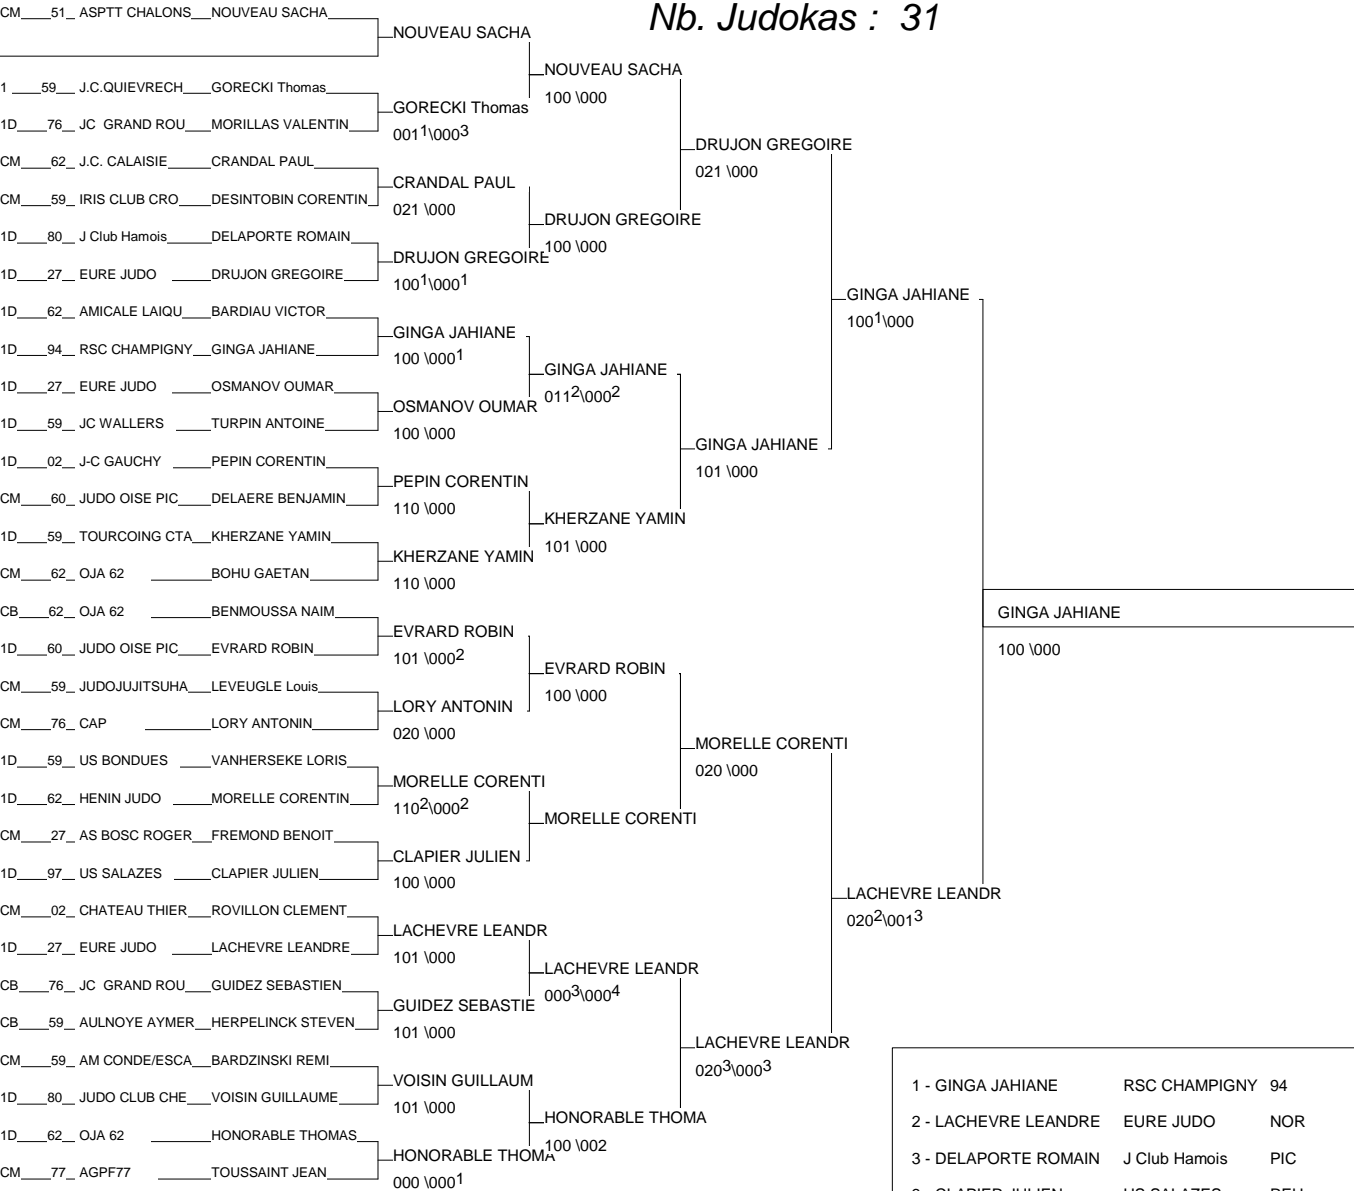 Nb. Judokas : 31
CM 51 ASPTT CHALONS NOUVEAU SACHA
NOUVEAU SACHA
NOUVEAU SACHA
100 \000
1 59 J.C.QUIEVRECH GORECKI Thomas
GORECKI Thomas
001¹\000³
1D 76 JC GRAND ROU MORILLAS VALENTIN
DRUJON GREGOIRE
021 \000
CM 62 J.C. CALAISIE CRANDAL PAUL
CRANDAL PAUL
021 \000
CM 59 IRIS CLUB CRO DESINTOBIN CORENTIN
DRUJON GREGOIRE
100 \000
1D 80 J Club Hamois DELAPORTE ROMAIN
DRUJON GREGOIRE
100¹\000¹
1D 27 EURE JUDO DRUJON GREGOIRE
GINGA JAHIANE
100¹\000
1D 62 AMICALE LAIQU BARDIAU VICTOR
GINGA JAHIANE
100 \000¹
1D 94 RSC CHAMPIGNY GINGA JAHIANE
GINGA JAHIANE
011²\000²
1D 27 EURE JUDO OSMANOV OUMAR
OSMANOV OUMAR
100 \000
1D 59 JC WALLERS TURPIN ANTOINE
GINGA JAHIANE
101 \000
1D 02 J-C GAUCHY PEPIN CORENTIN
PEPIN CORENTIN
110 \000
CM 60 JUDO OISE PIC DELAERE BENJAMIN
KHERZANE YAMIN
101 \000
1D 59 TOURCOING CTA KHERZANE YAMIN
KHERZANE YAMIN
110 \000
CM 62 OJA 62 BOHU GAETAN
GINGA JAHIANE
100 \000
CB 62 OJA 62 BENMOUSSA NAIM
EVRARD ROBIN
101 \000²
1D 60 JUDO OISE PIC EVRARD ROBIN
EVRARD ROBIN
100 \000
CM 59 JUDOJUJITSUHA LEVEUGLE Louis
LORY ANTONIN
020 \000
CM 76 CAP LORY ANTONIN
MORELLE CORENTI
020 \000
1D 59 US BONDUES VANHERSEKE LORIS
MORELLE CORENTI
110²\000²
1D 62 HENIN JUDO MORELLE CORENTIN
MORELLE CORENTI
CM 27 AS BOSC ROGER FREMOND BENOIT
CLAPIER JULIEN
100 \000
1D 97 US SALAZES CLAPIER JULIEN
LACHEVRE LEANDR
020²\001³
CM 02 CHATEAU THIER ROVILLON CLEMENT
LACHEVRE LEANDR
101 \000
1D 27 EURE JUDO LACHEVRE LEANDRE
LACHEVRE LEANDR
000³\000⁴
CB 76 JC GRAND ROU GUIDEZ SEBASTIEN
GUIDEZ SEBASTIE
101 \000
CB 59 AULNOYE AYMER HERPELINCK STEVEN
LACHEVRE LEANDR
020³\000³
CM 59 AM CONDE/ESCA BARDZINSKI REMI
VOISIN GUILLAUM
101 \000
1D 80 JUDO CLUB CHE VOISIN GUILLAUME
HONORABLE THOMA
100 \002
1D 62 OJA 62 HONORABLE THOMAS
HONORABLE THOMA
000 \000¹
CM 77 AGPF77 TOUSSAINT JEAN
1 - GINGA JAHIANE RSC CHAMPIGNY 94
2 - LACHEVRE LEANDRE EURE JUDO NOR
3 - DELAPORTE ROMAIN J Club Hamois PIC